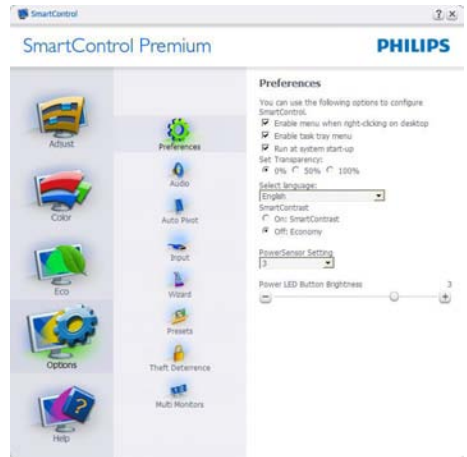 SmartControl
SmartControl Premium
PHILIPS
Adjust
Color
Eco
Options
Help
Preferences
Audio
Auto Pivot
Input
Wizard
Presets
Theft Deterrence
Multi Monitors
Preferences
You can use the following options to configure
SmartControl.
Enable menu when right-clicking on desktop
Enable task tray menu
Run at system start-up
Set Transparency:
0% 50% 100%
Select language:
English
SmartContrast
On: SmartContrast
Off: Economy
PowerSensor Setting
3
Power LED Button Brightness 3